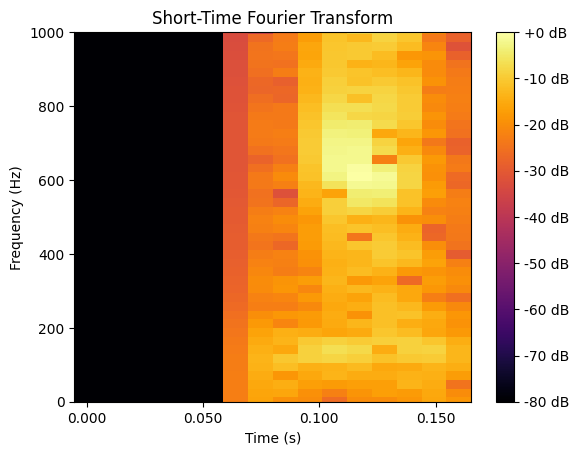 Short-Time Fourier Transform
1000
800
600
400
200
0
Frequency (Hz)
0.000
0.050
0.100
0.150
Time (s)
+0 dB
-10 dB
-20 dB
-30 dB
-40 dB
-50 dB
-60 dB
-70 dB
-80 dB